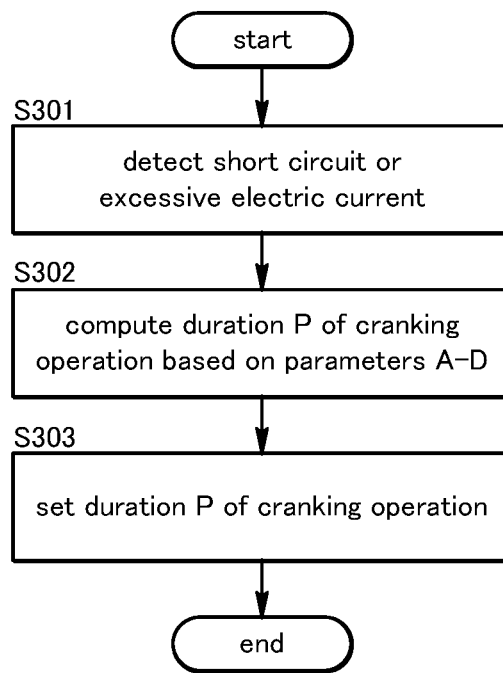 start
S301
detect short circuit or
excessive electric current
S302
compute duration P of cranking
operation based on parameters A-D
S303
set duration P of cranking operation
end